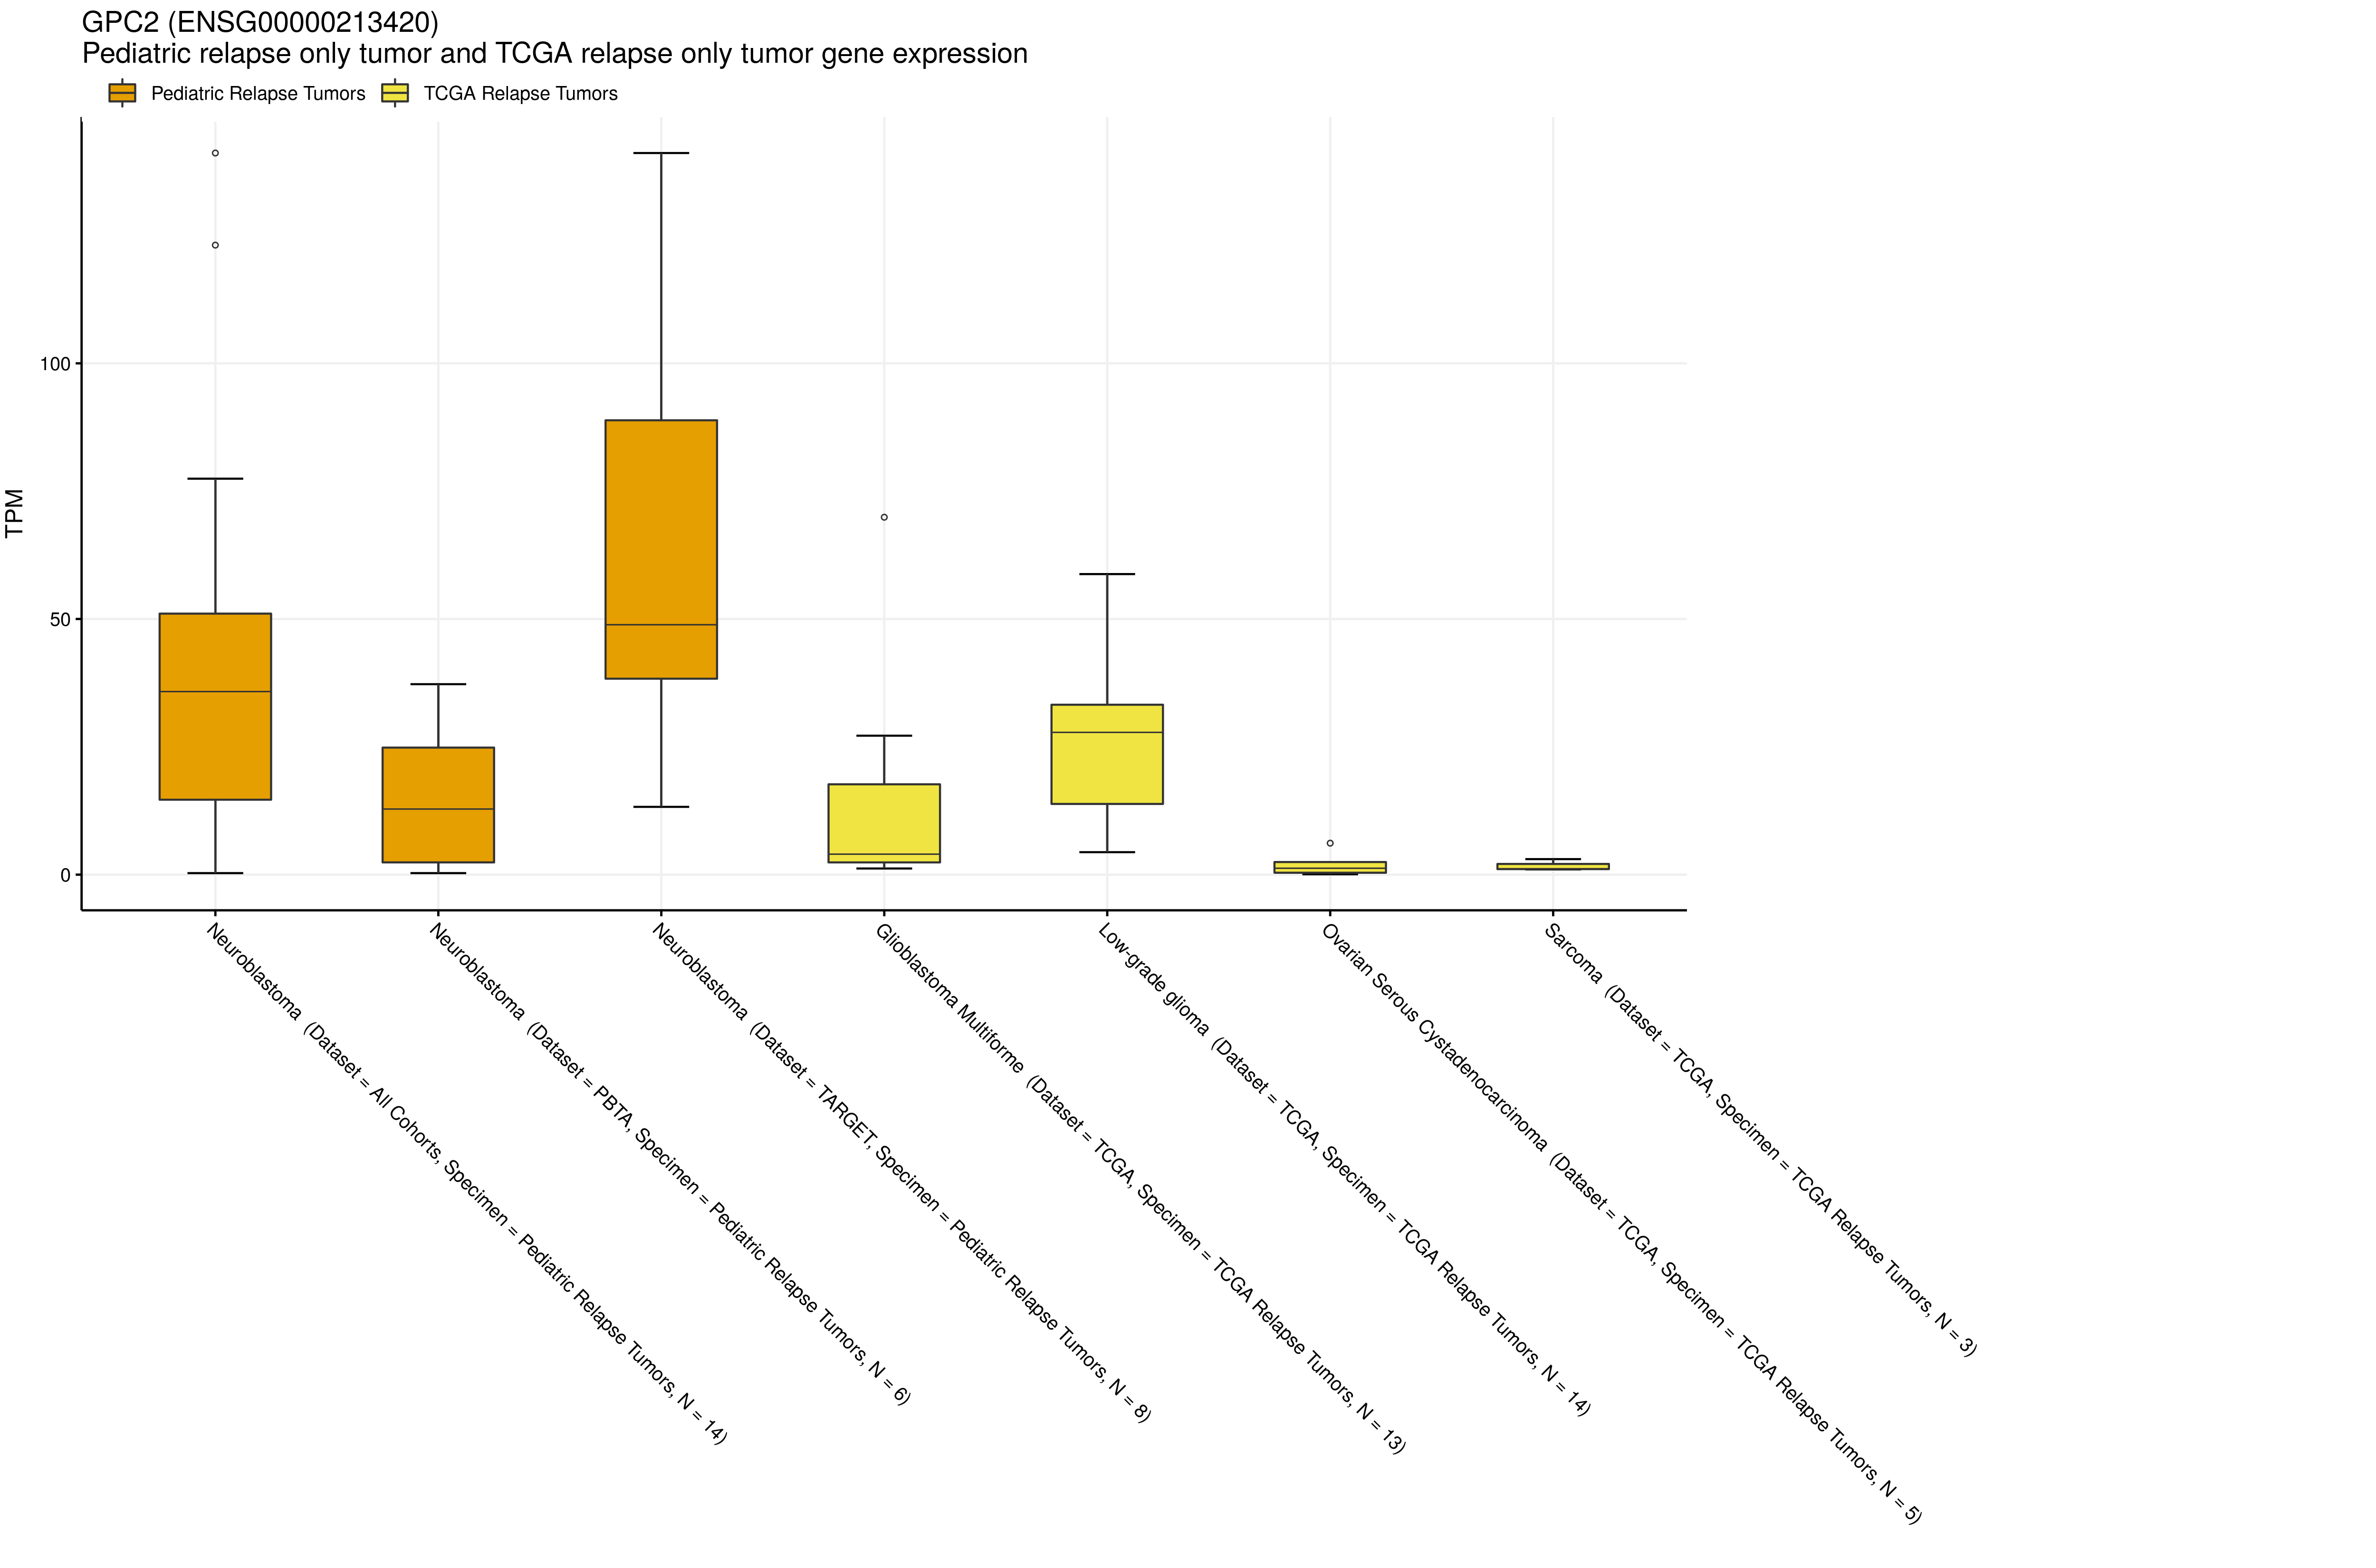 GPC2 (ENSG00000213420)
Pediatric relapse only tumor and TCGA relapse only tumor gene expression
Pediatric Relapse Tumors
TCGA Relapse Tumors
TPM
100
50
0
Neuroblastoma (Dataset = All Cohorts, Specimen = Pediatric Relapse Tumors, N = 14)
Neuroblastoma (Dataset = PBTA, Specimen = Pediatric Relapse Tumors, N = 6)
Neuroblastoma (Dataset = TARGET, Specimen = Pediatric Relapse Tumors, N = 8)
Glioblastoma Multiforme (Dataset = TCGA, Specimen = TCGA Relapse Tumors, N = 13)
Low-grade glioma (Dataset = TCGA, Specimen = TCGA Relapse Tumors, N = 14)
Ovarian Serous Cystadenocarcinoma (Dataset = TCGA, Specimen = TCGA Relapse Tumors, N = 5)
Sarcoma (Dataset = TCGA, Specimen = TCGA Relapse Tumors, N = 3)